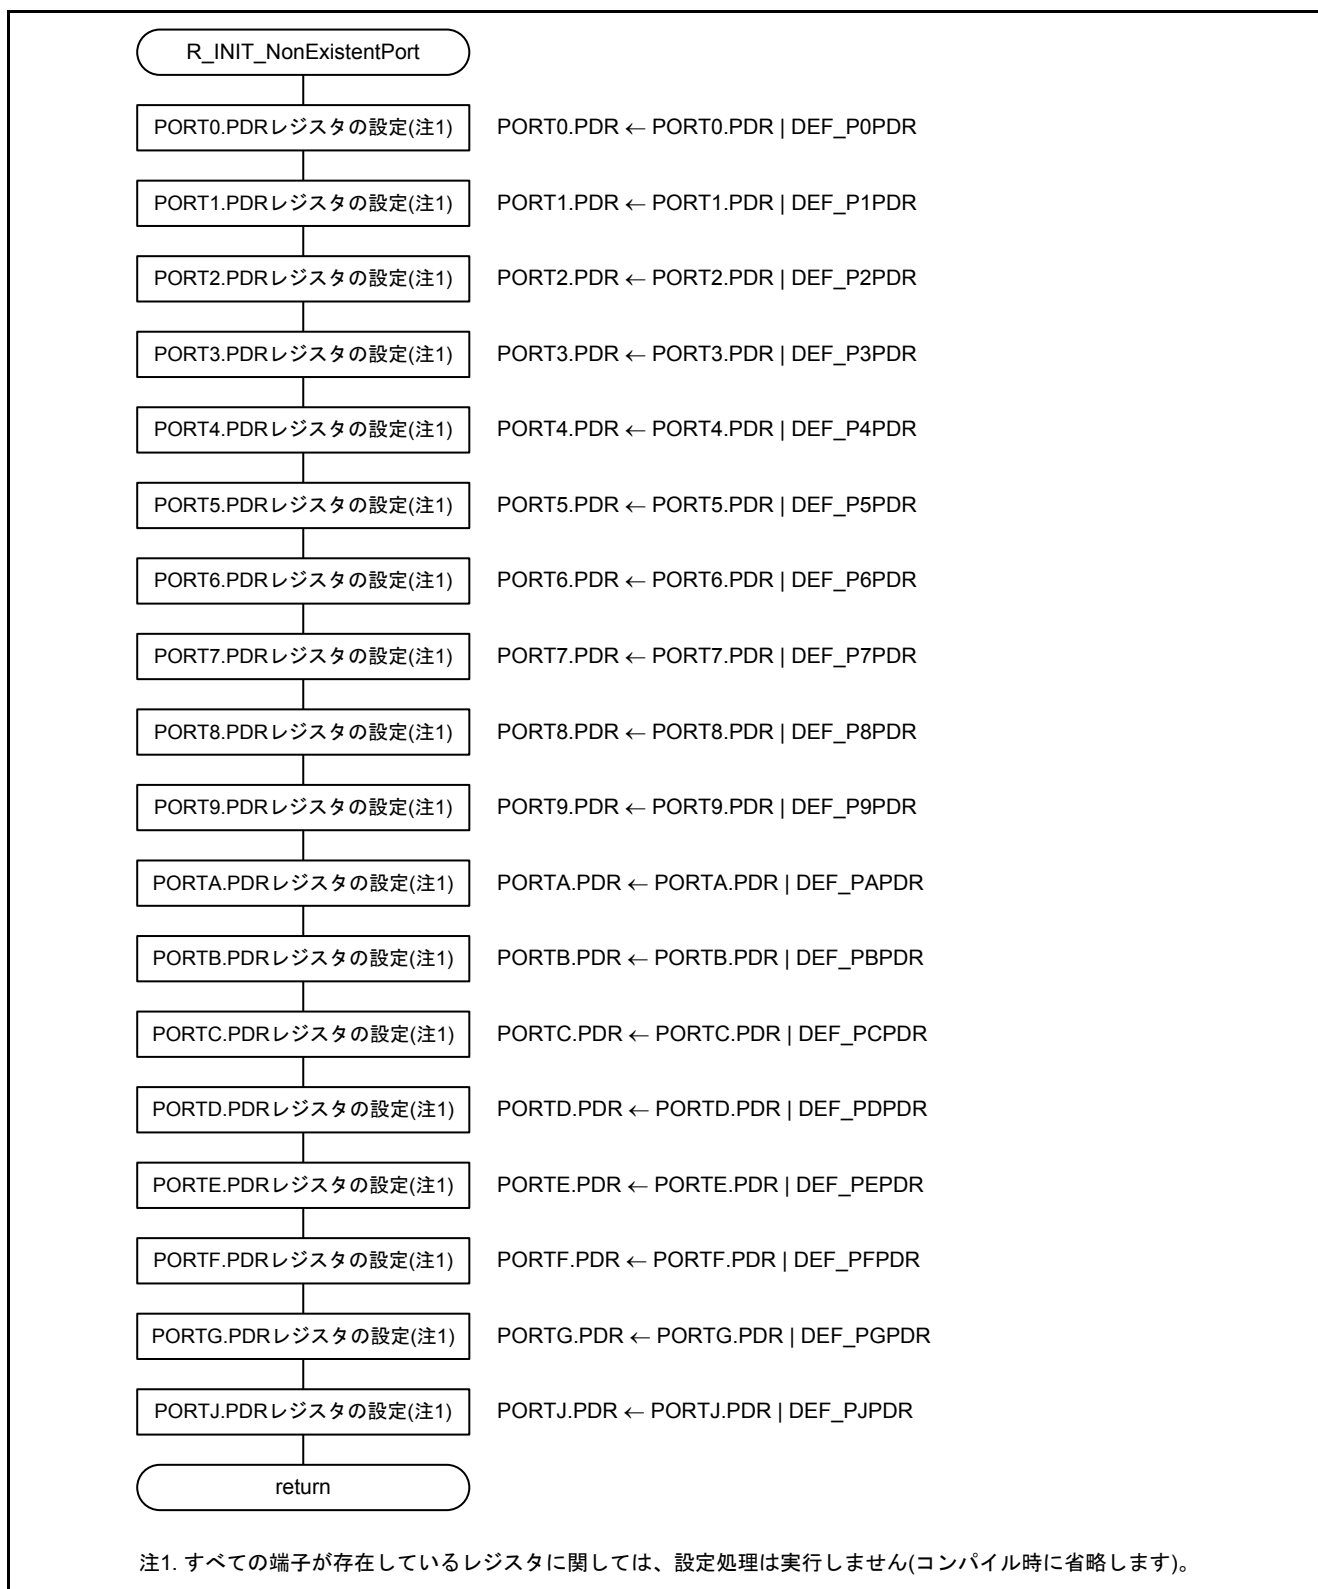 R_INIT_NonExistentPort
PORT0.PDRレジスタの設定(注1) PORT0.PDR ← PORT0.PDR | DEF_P0PDR
PORT1.PDRレジスタの設定(注1) PORT1.PDR ← PORT1.PDR | DEF_P1PDR
PORT2.PDRレジスタの設定(注1) PORT2.PDR ← PORT2.PDR | DEF_P2PDR
PORT3.PDRレジスタの設定(注1) PORT3.PDR ← PORT3.PDR | DEF_P3PDR
PORT4.PDRレジスタの設定(注1) PORT4.PDR ← PORT4.PDR | DEF_P4PDR
PORT5.PDRレジスタの設定(注1) PORT5.PDR ← PORT5.PDR | DEF_P5PDR
PORT6.PDRレジスタの設定(注1) PORT6.PDR ← PORT6.PDR | DEF_P6PDR
PORT7.PDRレジスタの設定(注1) PORT7.PDR ← PORT7.PDR | DEF_P7PDR
PORT8.PDRレジスタの設定(注1) PORT8.PDR ← PORT8.PDR | DEF_P8PDR
PORT9.PDRレジスタの設定(注1) PORT9.PDR ← PORT9.PDR | DEF_P9PDR
PORTA.PDRレジスタの設定(注1) PORTA.PDR ← PORTA.PDR | DEF_PAPDR
PORTB.PDRレジスタの設定(注1) PORTB.PDR ← PORTB.PDR | DEF_PBPDR
PORTC.PDRレジスタの設定(注1) PORTC.PDR ← PORTC.PDR | DEF_PCPDR
PORTD.PDRレジスタの設定(注1) PORTD.PDR ← PORTD.PDR | DEF_PDPDR
PORTE.PDRレジスタの設定(注1) PORTE.PDR ← PORTE.PDR | DEF_PEPDR
PORTF.PDRレジスタの設定(注1) PORTF.PDR ← PORTF.PDR | DEF_PFPDR
PORTG.PDRレジスタの設定(注1) PORTG.PDR ← PORTG.PDR | DEF_PGPDR
PORTJ.PDRレジスタの設定(注1) PORTJ.PDR ← PORTJ.PDR | DEF_PJPDR
return
注1. すべての端子が存在しているレジスタに関しては、設定処理は実行しません(コンパイル時に省略します)。